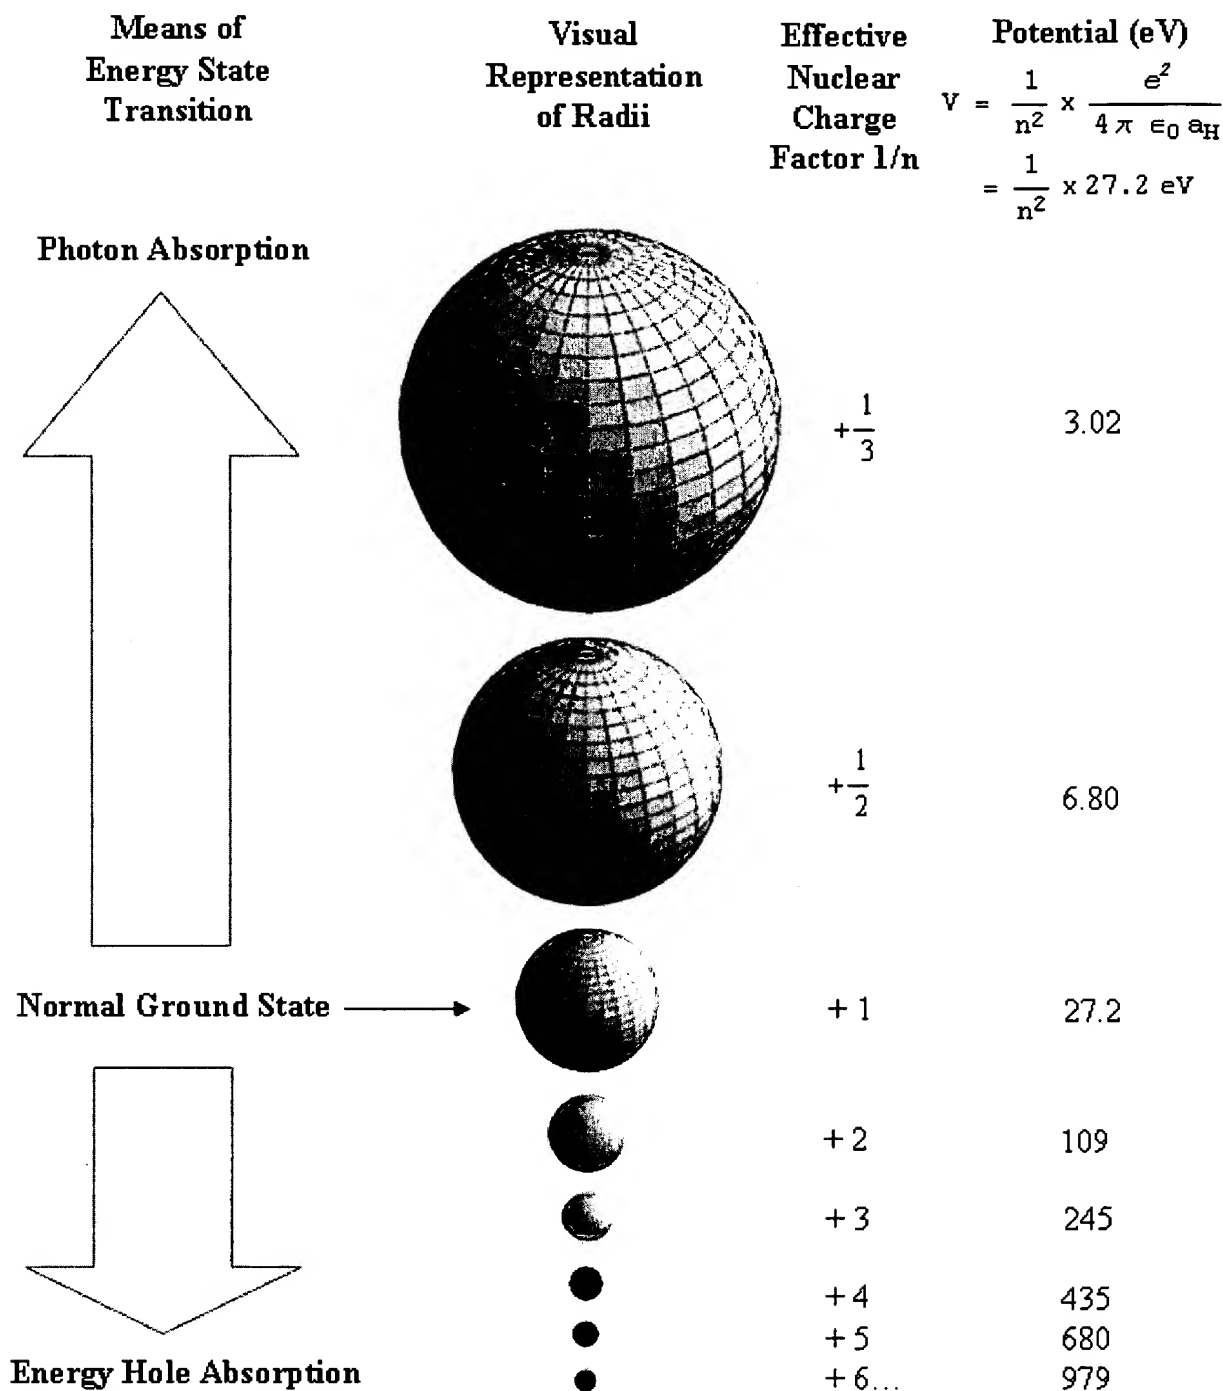 Means of
Energy State
Transition
Visual
Representation
of Radii
Effective
Nuclear
Charge
Factor 1/n
Potential (eV)
V = 1/n² x e²/4 π ϵ₀ a_H
= 1/n² x 27.2 eV
Photon Absorption
+1/3 3.02
+1/2 6.80
Normal Ground State +1 27.2
+2 109
+3 245
+4 435
+5 680
Energy Hole Absorption +6... 979